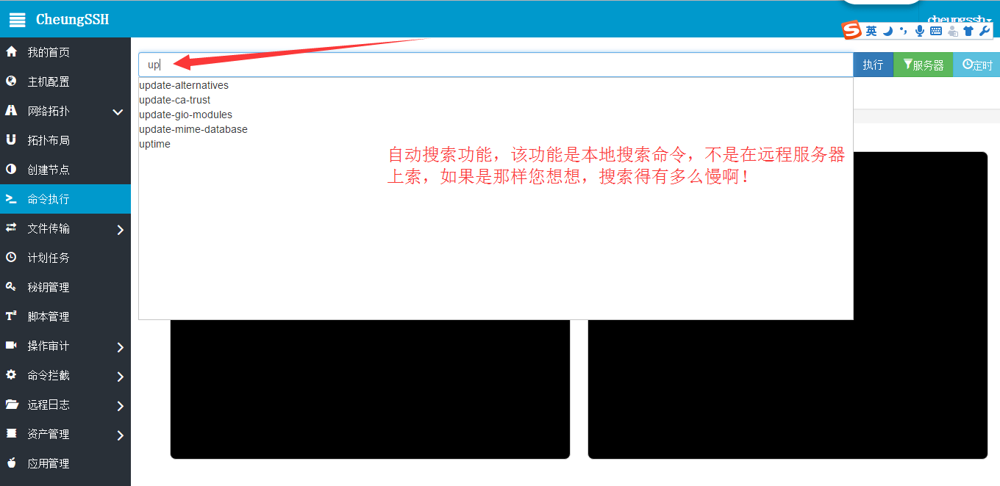 CheungSSH
cheungssh
英
我的首页
主机配置
网络拓扑
拓扑布局
创建节点
命令执行
文件传输
计划任务
秘钥管理
脚本管理
操作审计
命令拦截
远程日志
资产管理
应用管理
up
执行
服务器
定时
update-alternatives
update-ca-trust
update-gio-modules
update-mime-database
uptime
自动搜索功能，该功能是本地搜索命令，不是在远程服务器
上索，如果是那样您想想，搜索得有多么慢啊！